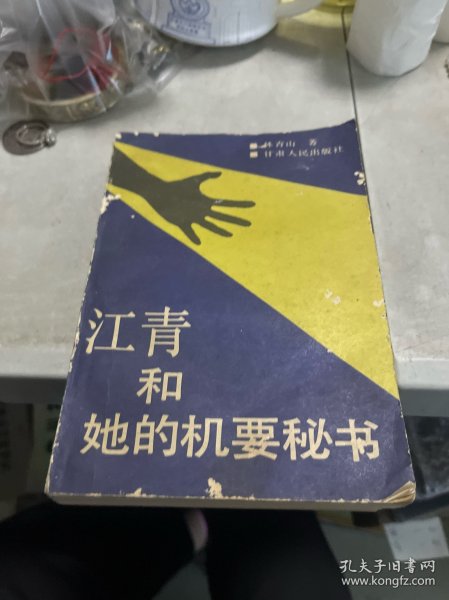 林青山 著
甘肃人民出版社
江青
和
她的机要秘书
孔夫子旧书网
www.kongfz.com